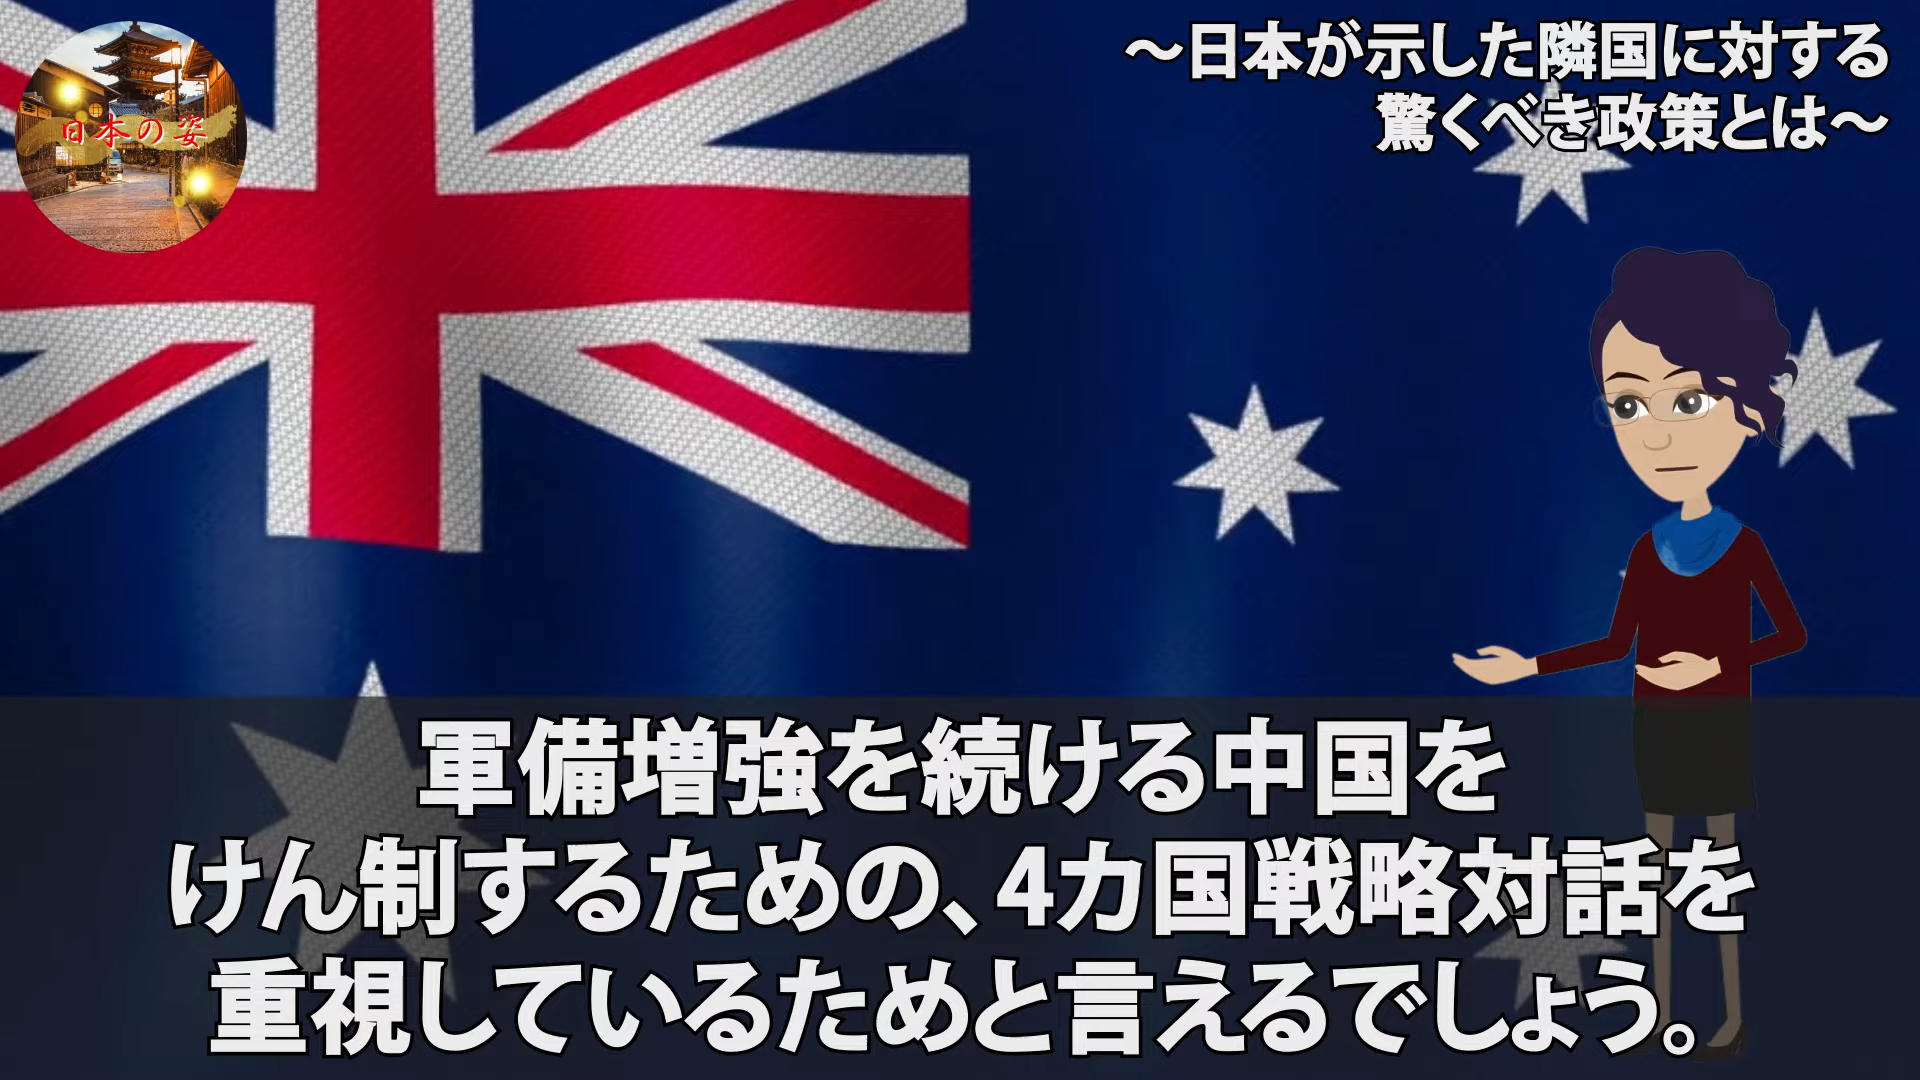 日本の姿
～日本が示した隣国に対する
驚くべき政策とは～
軍備増強を続ける中国を
けん制するための、4カ国戦略対話を
重視しているためと言えるでしょう。